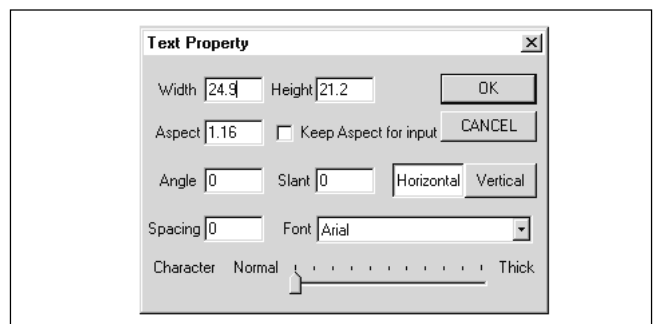 Text Property
Width 24.9 Height 21.2 OK
Aspect 1.16 Keep Aspect for input CANCEL
Angle 0 Slant 0 Horizontal Vertical
Spacing 0 Font Arial
Character Normal Thick